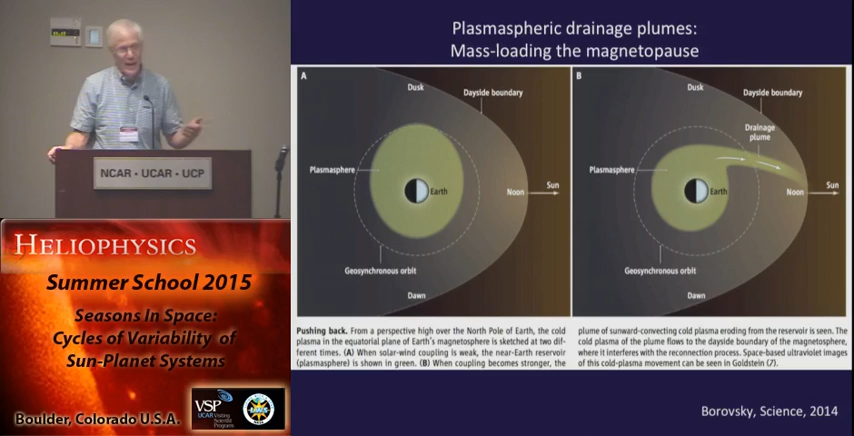 NCAR • UCAR • UCP
HELIOPHYSICS
Summer School 2015
Seasons In Space:
Cycles of Variability of
Sun-Planet Systems
Boulder, Colorado U.S.A.
VSP
UCAR Visiting
Scientist
Programs
Plasmaspheric drainage plumes:
Mass-loading the magnetopause
A
Dusk
Dayside boundary
Plasmasphere
Earth
Noon
Sun
Geosynchronous orbit
Dawn
B
Dusk
Dayside boundary
Drainage
plume
Plasmasphere
Earth
Noon
Sun
Geosynchronous orbit
Dawn
Pushing back. From a perspective high over the North Pole of Earth, the cold
plasma in the equatorial plane of Earth's magnetosphere is sketched at two dif-
ferent times. (A) When solar-wind coupling is weak, the near-Earth reservoir
(plasmasphere) is shown in green. (B) When coupling becomes stronger, the
plume of sunward-convecting cold plasma eroding from the reservoir is seen. The
cold plasma of the plume flows to the dayside boundary of the magnetosphere,
where it interferes with the reconnection process. Space-based ultraviolet images
of this cold-plasma movement can be seen in Goldstein (7).
Borovsky, Science, 2014